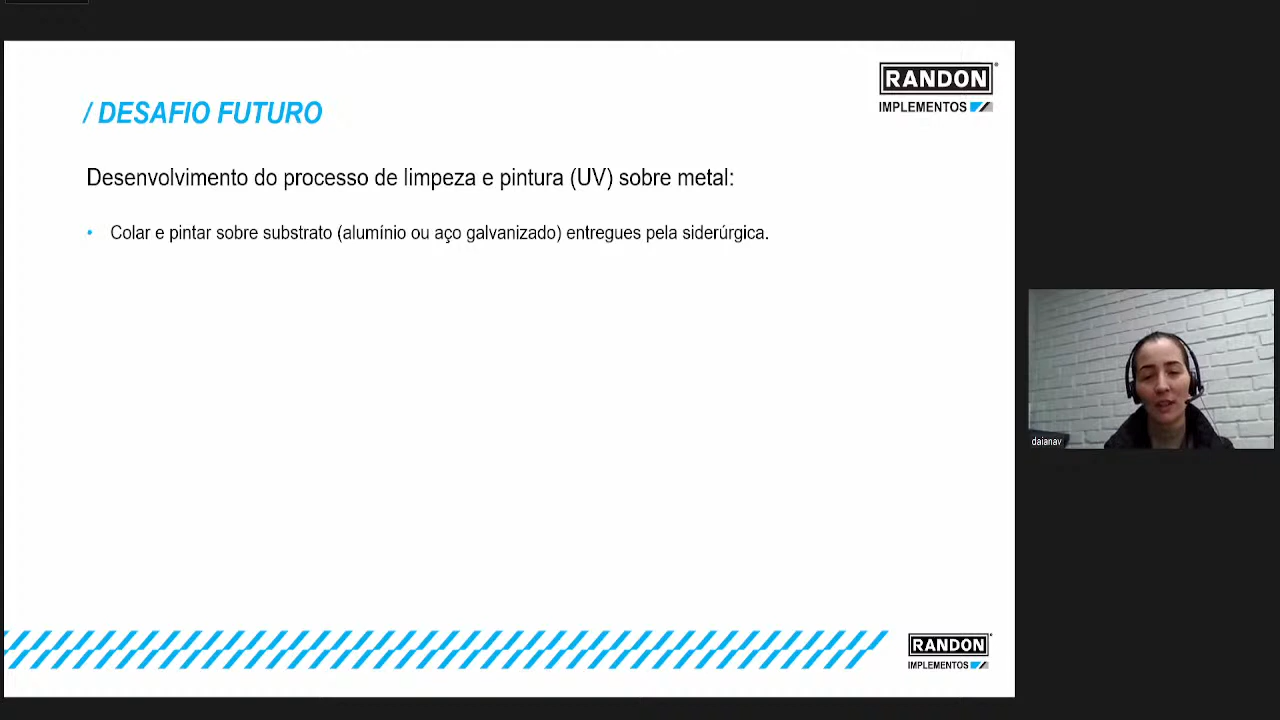 RANDON
IMPLEMENTOS
/ DESAFIO FUTURO
Desenvolvimento do processo de limpeza e pintura (UV) sobre metal:
• Colar e pintar sobre substrato (alumínio ou aço galvanizado) entregues pela siderúrgica.
daianav
RANDON
IMPLEMENTOS